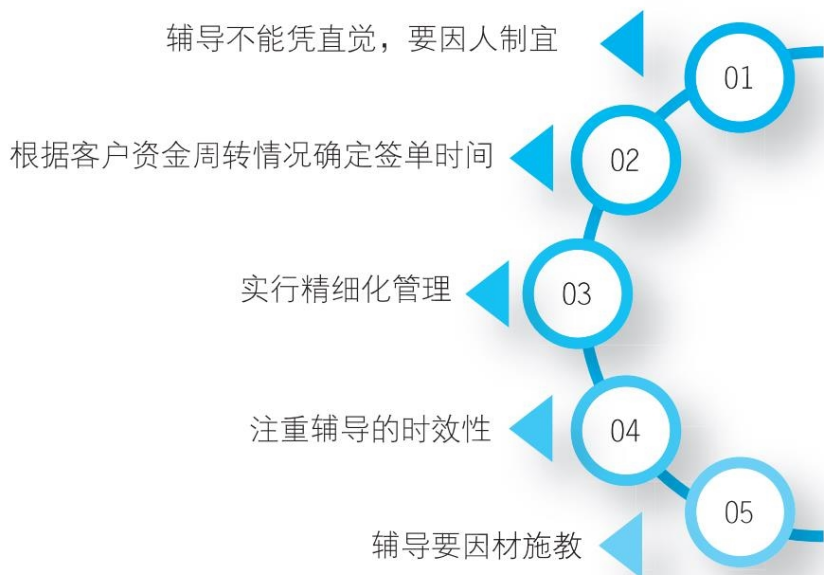 辅导不能凭直觉，要因人制宜
01
根据客户资金周转情况确定签单时间
02
实行精细化管理
03
注重辅导的时效性
04
辅导要因材施教
05